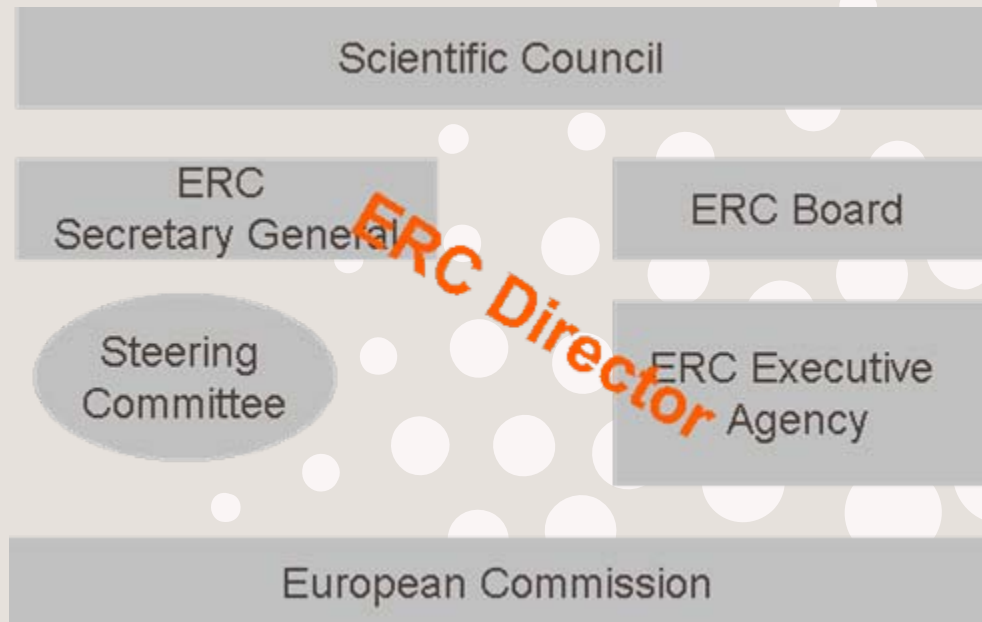 Scientific Council
ERC
Secretary General
ERC Board
ERC Director
Steering
Committee
ERC Executive
Agency
European Commission